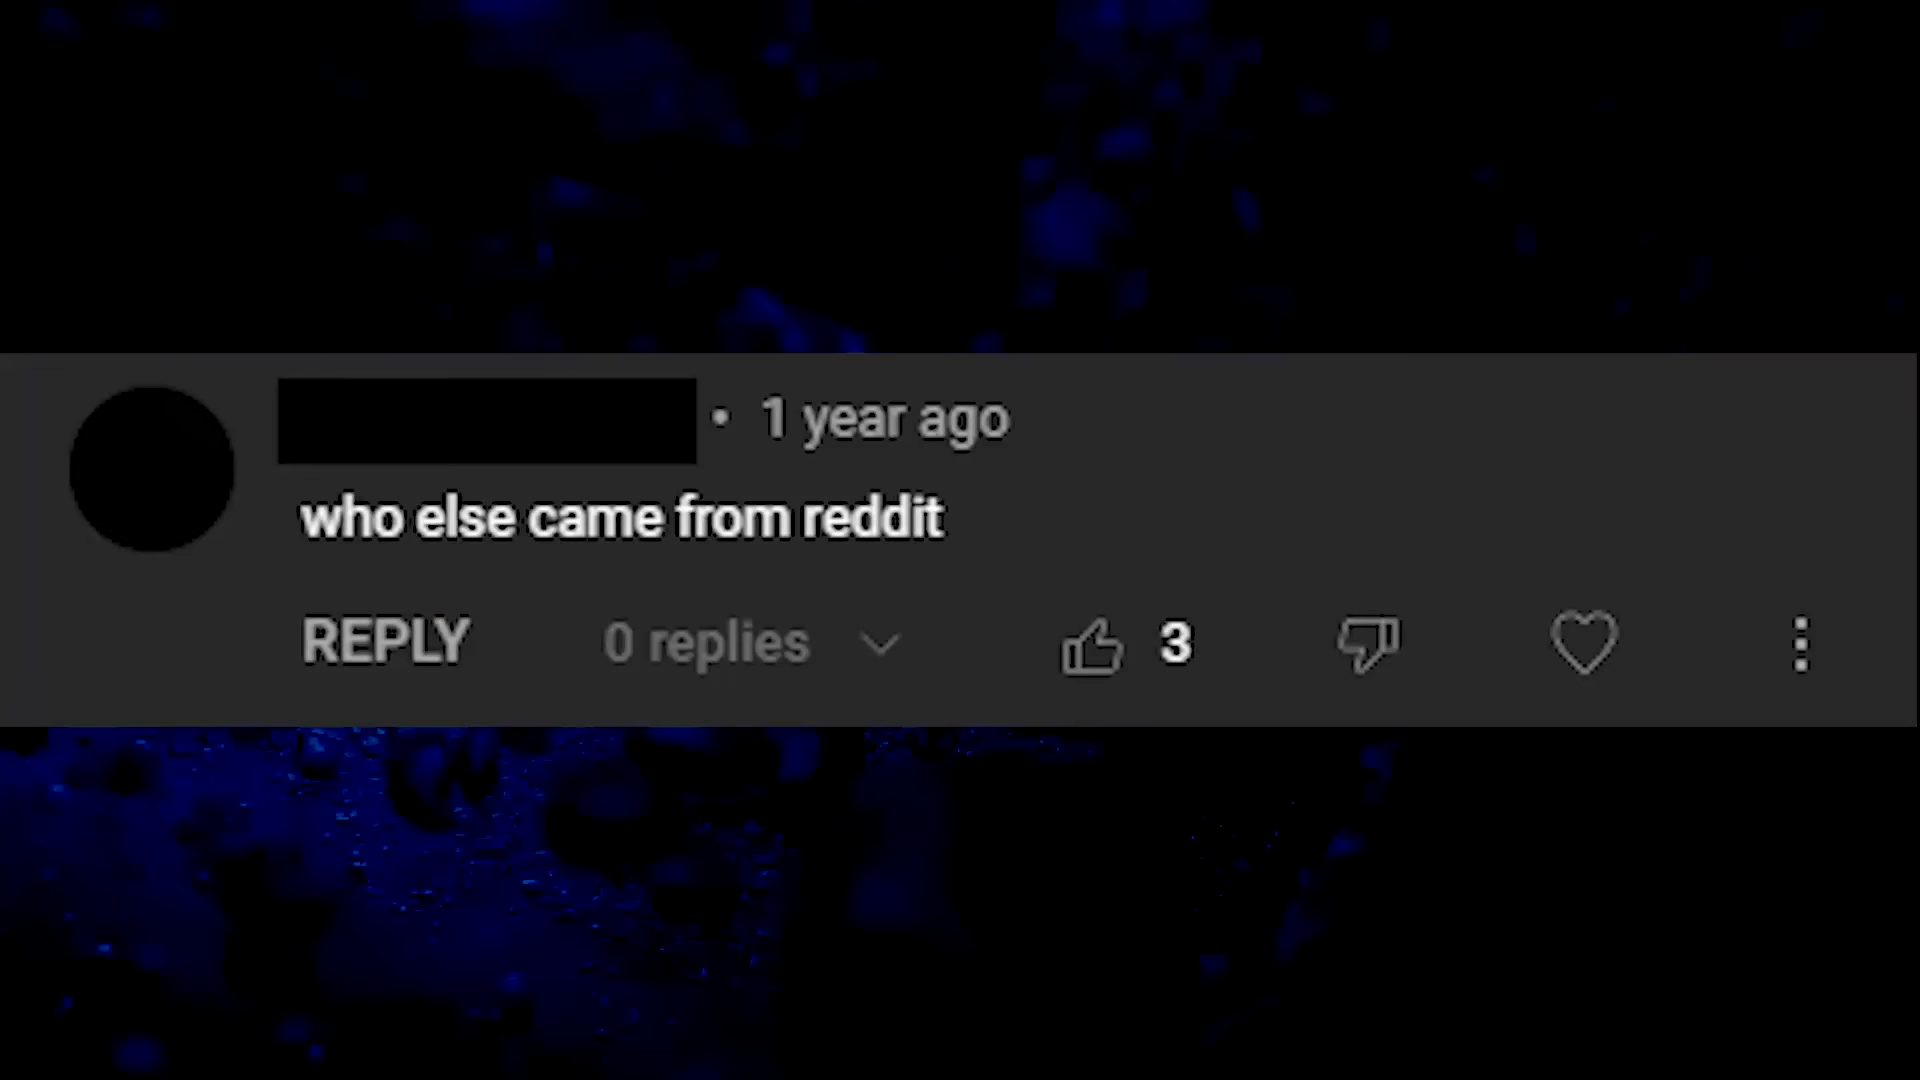 • 1 year ago
who else came from reddit
REPLY 0 replies 3